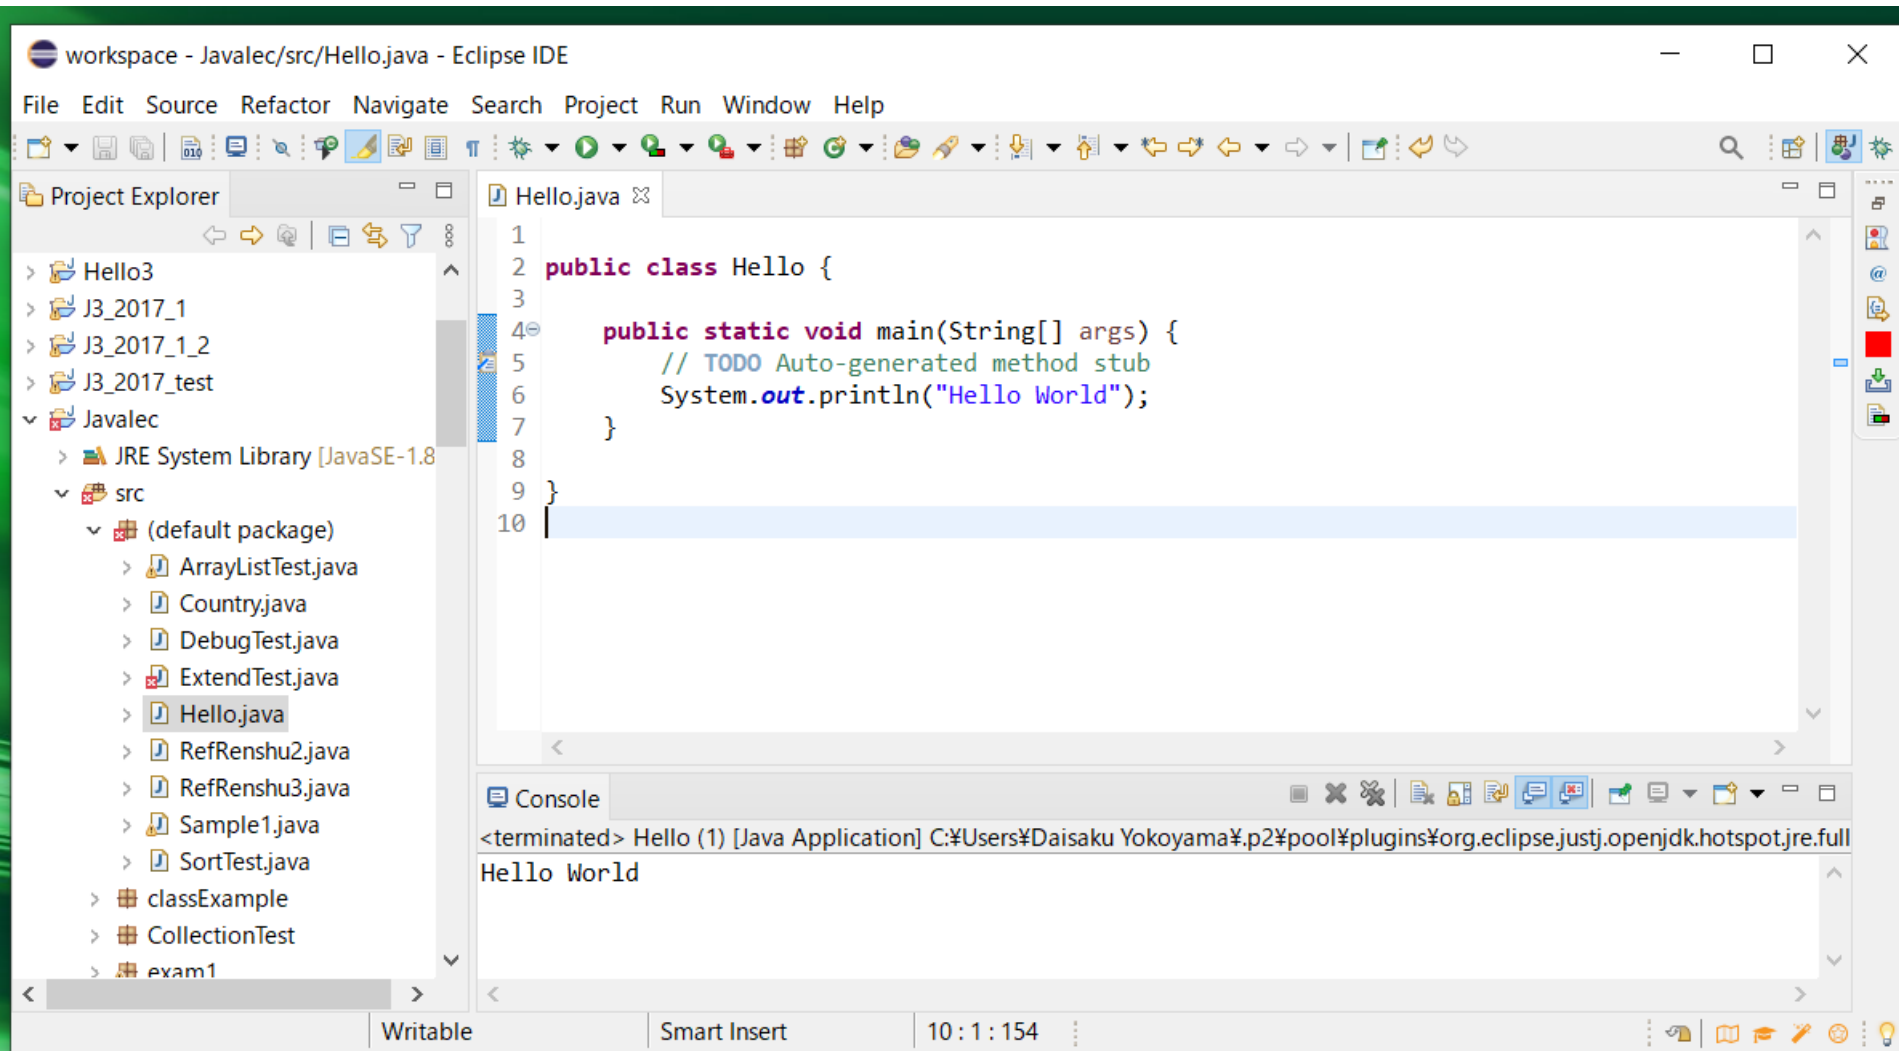 workspace - Javalec/src/Hello.java - Eclipse IDE
File Edit Source Refactor Navigate Search Project Run Window Help
Project Explorer
Hello3
J3_2017_1
J3_2017_1_2
J3_2017_test
Javalec
JRE System Library [JavaSE-1.8
src
(default package)
ArrayListTest.java
Country.java
DebugTest.java
ExtendTest.java
Hello.java
RefRenshu2.java
RefRenshu3.java
Sample1.java
SortTest.java
classExample
CollectionTest
exam1
Hello.java
1
2 public class Hello {
3
4 public static void main(String[] args) {
5 // TODO Auto-generated method stub
6 System.out.println("Hello World");
7 }
8
9 }
10
Console
<terminated> Hello (1) [Java Application] C:¥Users¥Daisaku Yokoyama¥.p2¥pool¥plugins¥org.eclipse.justj.openjdk.hotspot.jre.full
Hello World
Writable Smart Insert 10 : 1 : 154